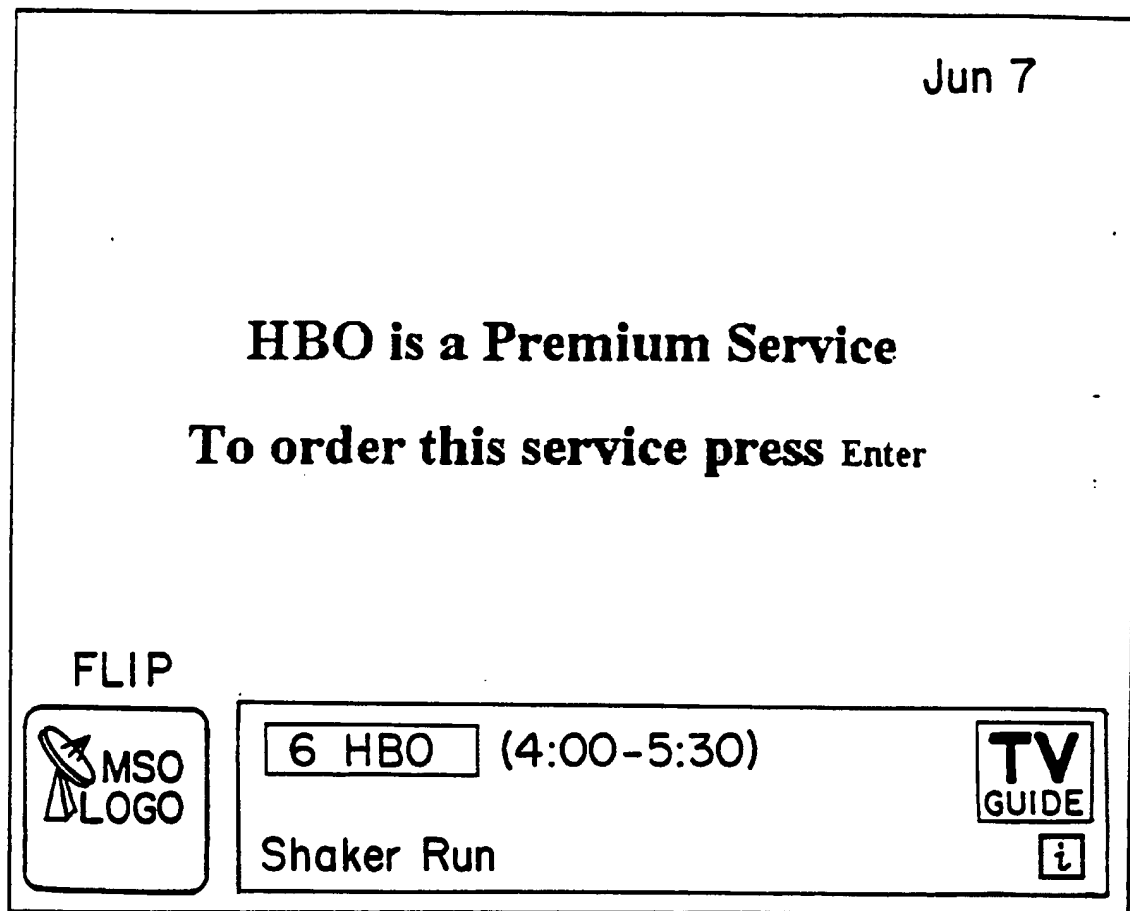 Jun 7
HBO is a Premium Service
To order this service press Enter
FLIP
MSO
LOGO
6 HBO (4:00-5:30)
TV
GUIDE
Shaker Run
i